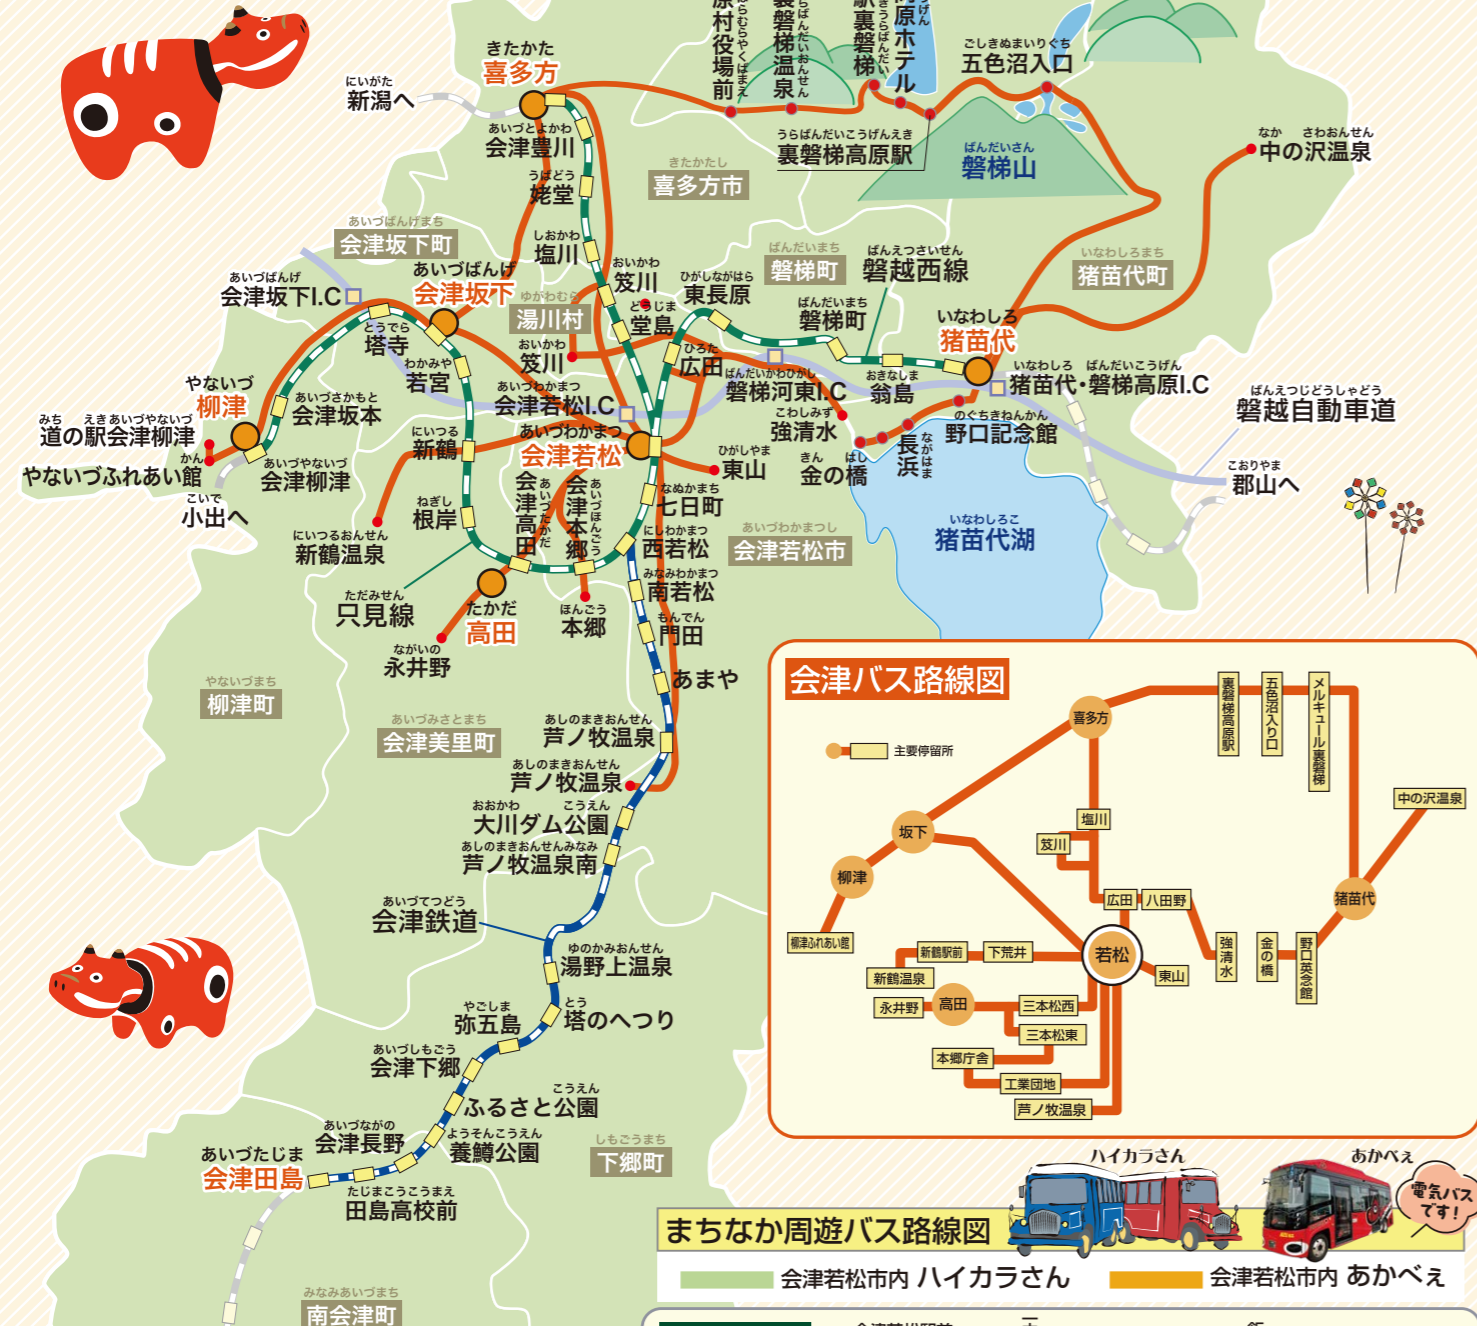 原村役場前
らむらやくばまえ
裏磐梯温泉
ちばんだいおんせん
駅裏磐梯
きうらばんだい
原ホテル
げん
ごしきぬまいりぐち
五色沼入口
きたかた
喜多方
にいがた
新潟へ
あいづとよかわ
会津豊川
うばどう
姥堂
しおかわ
塩川
うらばんだいこうげんえき
裏磐梯高原駅
ばんだいさん
磐梯山
なか さわおんせん
中の沢温泉
きたかたし
喜多方市
あいづばんげまち
会津坂下町
あいづばんげ
会津坂下I.C
あいづばんげ
会津坂下
ゆがわむら
湯川村
おいかわ
笈川
どうじま
堂島
ひがしながはら
東長原
ばんだいまち
磐梯町
ばんえつさいせん
磐越西線
ばんだいまち
磐梯町
いなわしろまち
猪苗代町
いなわしろ
猪苗代
とうでら
塔寺
わかみや
若宮
おいかわ
笈川
ひろた
広田
ばんだいかわひがし
磐梯河東I.C
おきなしま
翁島
いなわしろ ばんだいこうげん
猪苗代・磐梯高原I.C
ばんえつじどうしゃどう
磐越自動車道
やないづ
柳津
あいづさかもと
会津坂本
あいづわかまつ
会津若松I.C
こわしみず
強清水
のぐちきねんかん
野口記念館
みち えきあいづやないづ
道の駅会津柳津
かん
やないづふれあい館
あいづやないづ
会津柳津
こいで
小出へ
にいつる
新鶴
あいづわかまつ
会津若松
ひがしやま
東山
きん はし
金の橋
長浜
ながはま
こおりやま
郡山へ
ねぎし
根岸
にいつるおんせん
新鶴温泉
会津高田
あいづたかだ
会津本郷
あいづほんごう
なぬかまち
七日町
にしわかまつ
西若松
あいづわかまつし
会津若松市
いなわしろこ
猪苗代湖
ただみせん
只見線
たかだ
高田
ながいの
永井野
ほんごう
本郷
みなみわかまつ
南若松
もんでん
門田
あまや
やないづまち
柳津町
あいづみさとまち
会津美里町
あしのまきおんせん
芦ノ牧温泉
あしのまきおんせん
芦ノ牧温泉
おおかわ こうえん
大川ダム公園
あしのまきおんせんみなみ
芦ノ牧温泉南
あいづてつどう
会津鉄道
ゆのかみおんせん
湯野上温泉
とう
塔のへつり
やごしま
弥五島
あいづしもごう
会津下郷
こうえん
ふるさと公園
ようそんこうえん
養鱒公園
あいづながの
会津長野
あいづたじま
会津田島
たじまこうこうまえ
田島高校前
しもごうまち
下郷町
みなみあいづまち
南会津町
会津バス路線図
主要停留所
喜多方
裏磐梯高原駅
五色沼入り口
メルキュール裏磐梯
中の沢温泉
坂下
塩川
笈川
柳津
柳津ふれあい館
広田
八田野
猪苗代
新鶴駅前
下荒井
若松
東山
強清水
金の橋
野口英念館
新鶴温泉
永井野
高田
三本松西
三本松東
本郷庁舎
工業団地
芦ノ牧温泉
ハイカラさん
あかべぇ
電気バス
です!
まちなか周遊バス路線図
会津若松市内 ハイカラさん
会津若松市内 あかべぇ